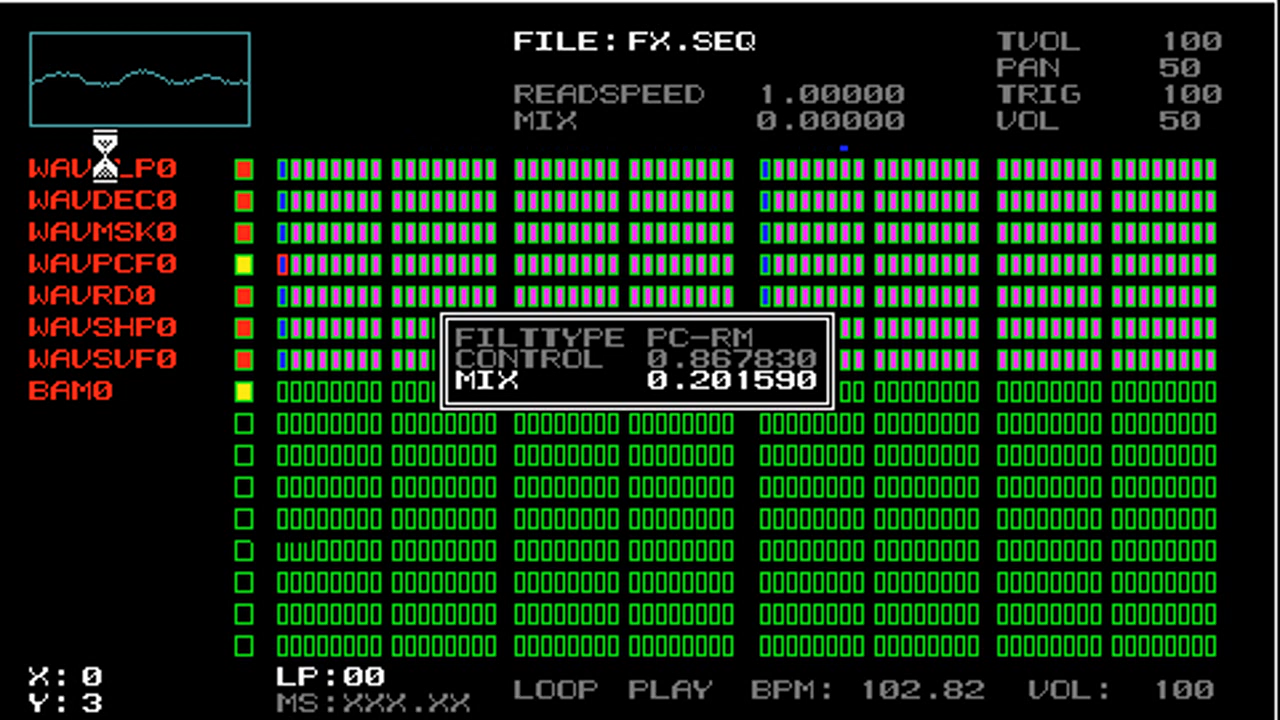 FILE: FX.SEQ
TVOL 100
PAN 50
READSPEED 1.00000
TRIG 100
MIX 0.00000
VOL 50
WAVDEC0
WAVMSK0
WAVPCF0
WAVRD0
WAVSHP0
WAVSVF0
BAM0
FILTTYPE PC-RM
CONTROL 0.867830
MIX 0.201590
X: 0
Y: 3
LP:00
MS:XXX.XX
LOOP PLAY BPM: 102.82 VOL: 100